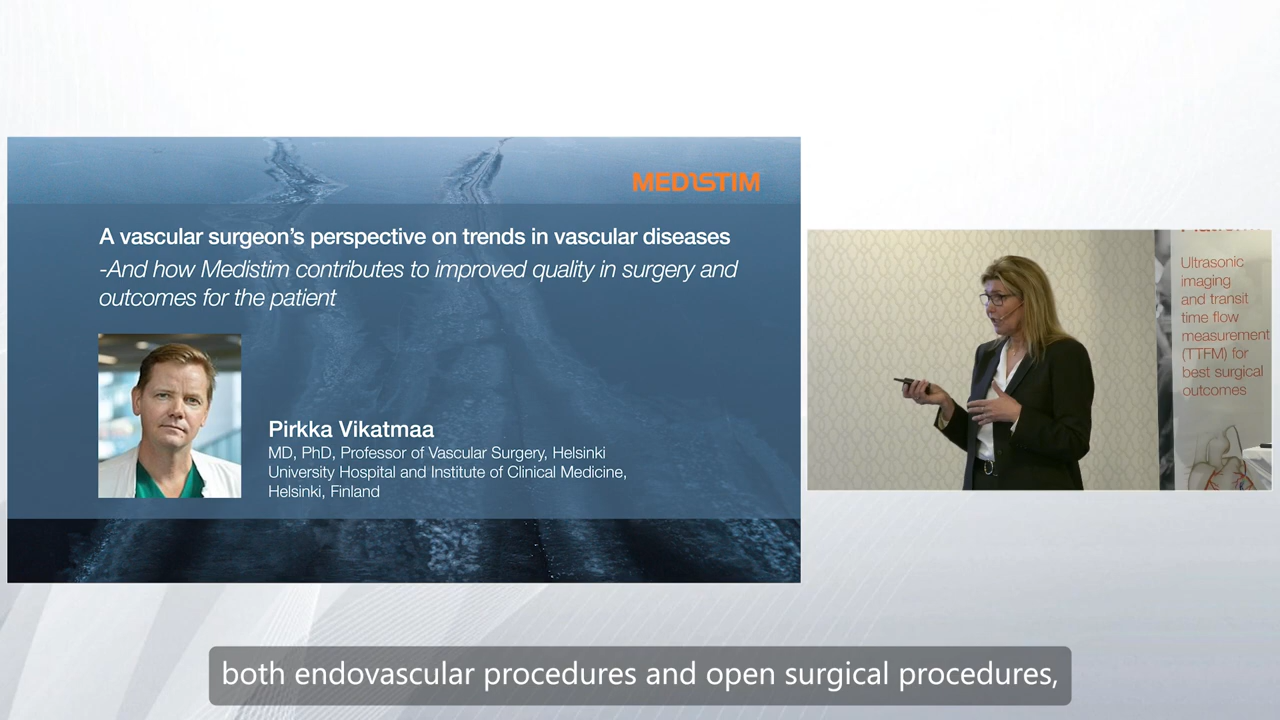 MEDISTIM
A vascular surgeon's perspective on trends in vascular diseases
-And how Medistim contributes to improved quality in surgery and
outcomes for the patient
Pirkka Vikatmaa
MD, PhD, Professor of Vascular Surgery, Helsinki
University Hospital and Institute of Clinical Medicine,
Helsinki, Finland
Ultrasonic
imaging
and transit
time flow
measurement
(TTFM) for
best surgical
outcomes
both endovascular procedures and open surgical procedures,